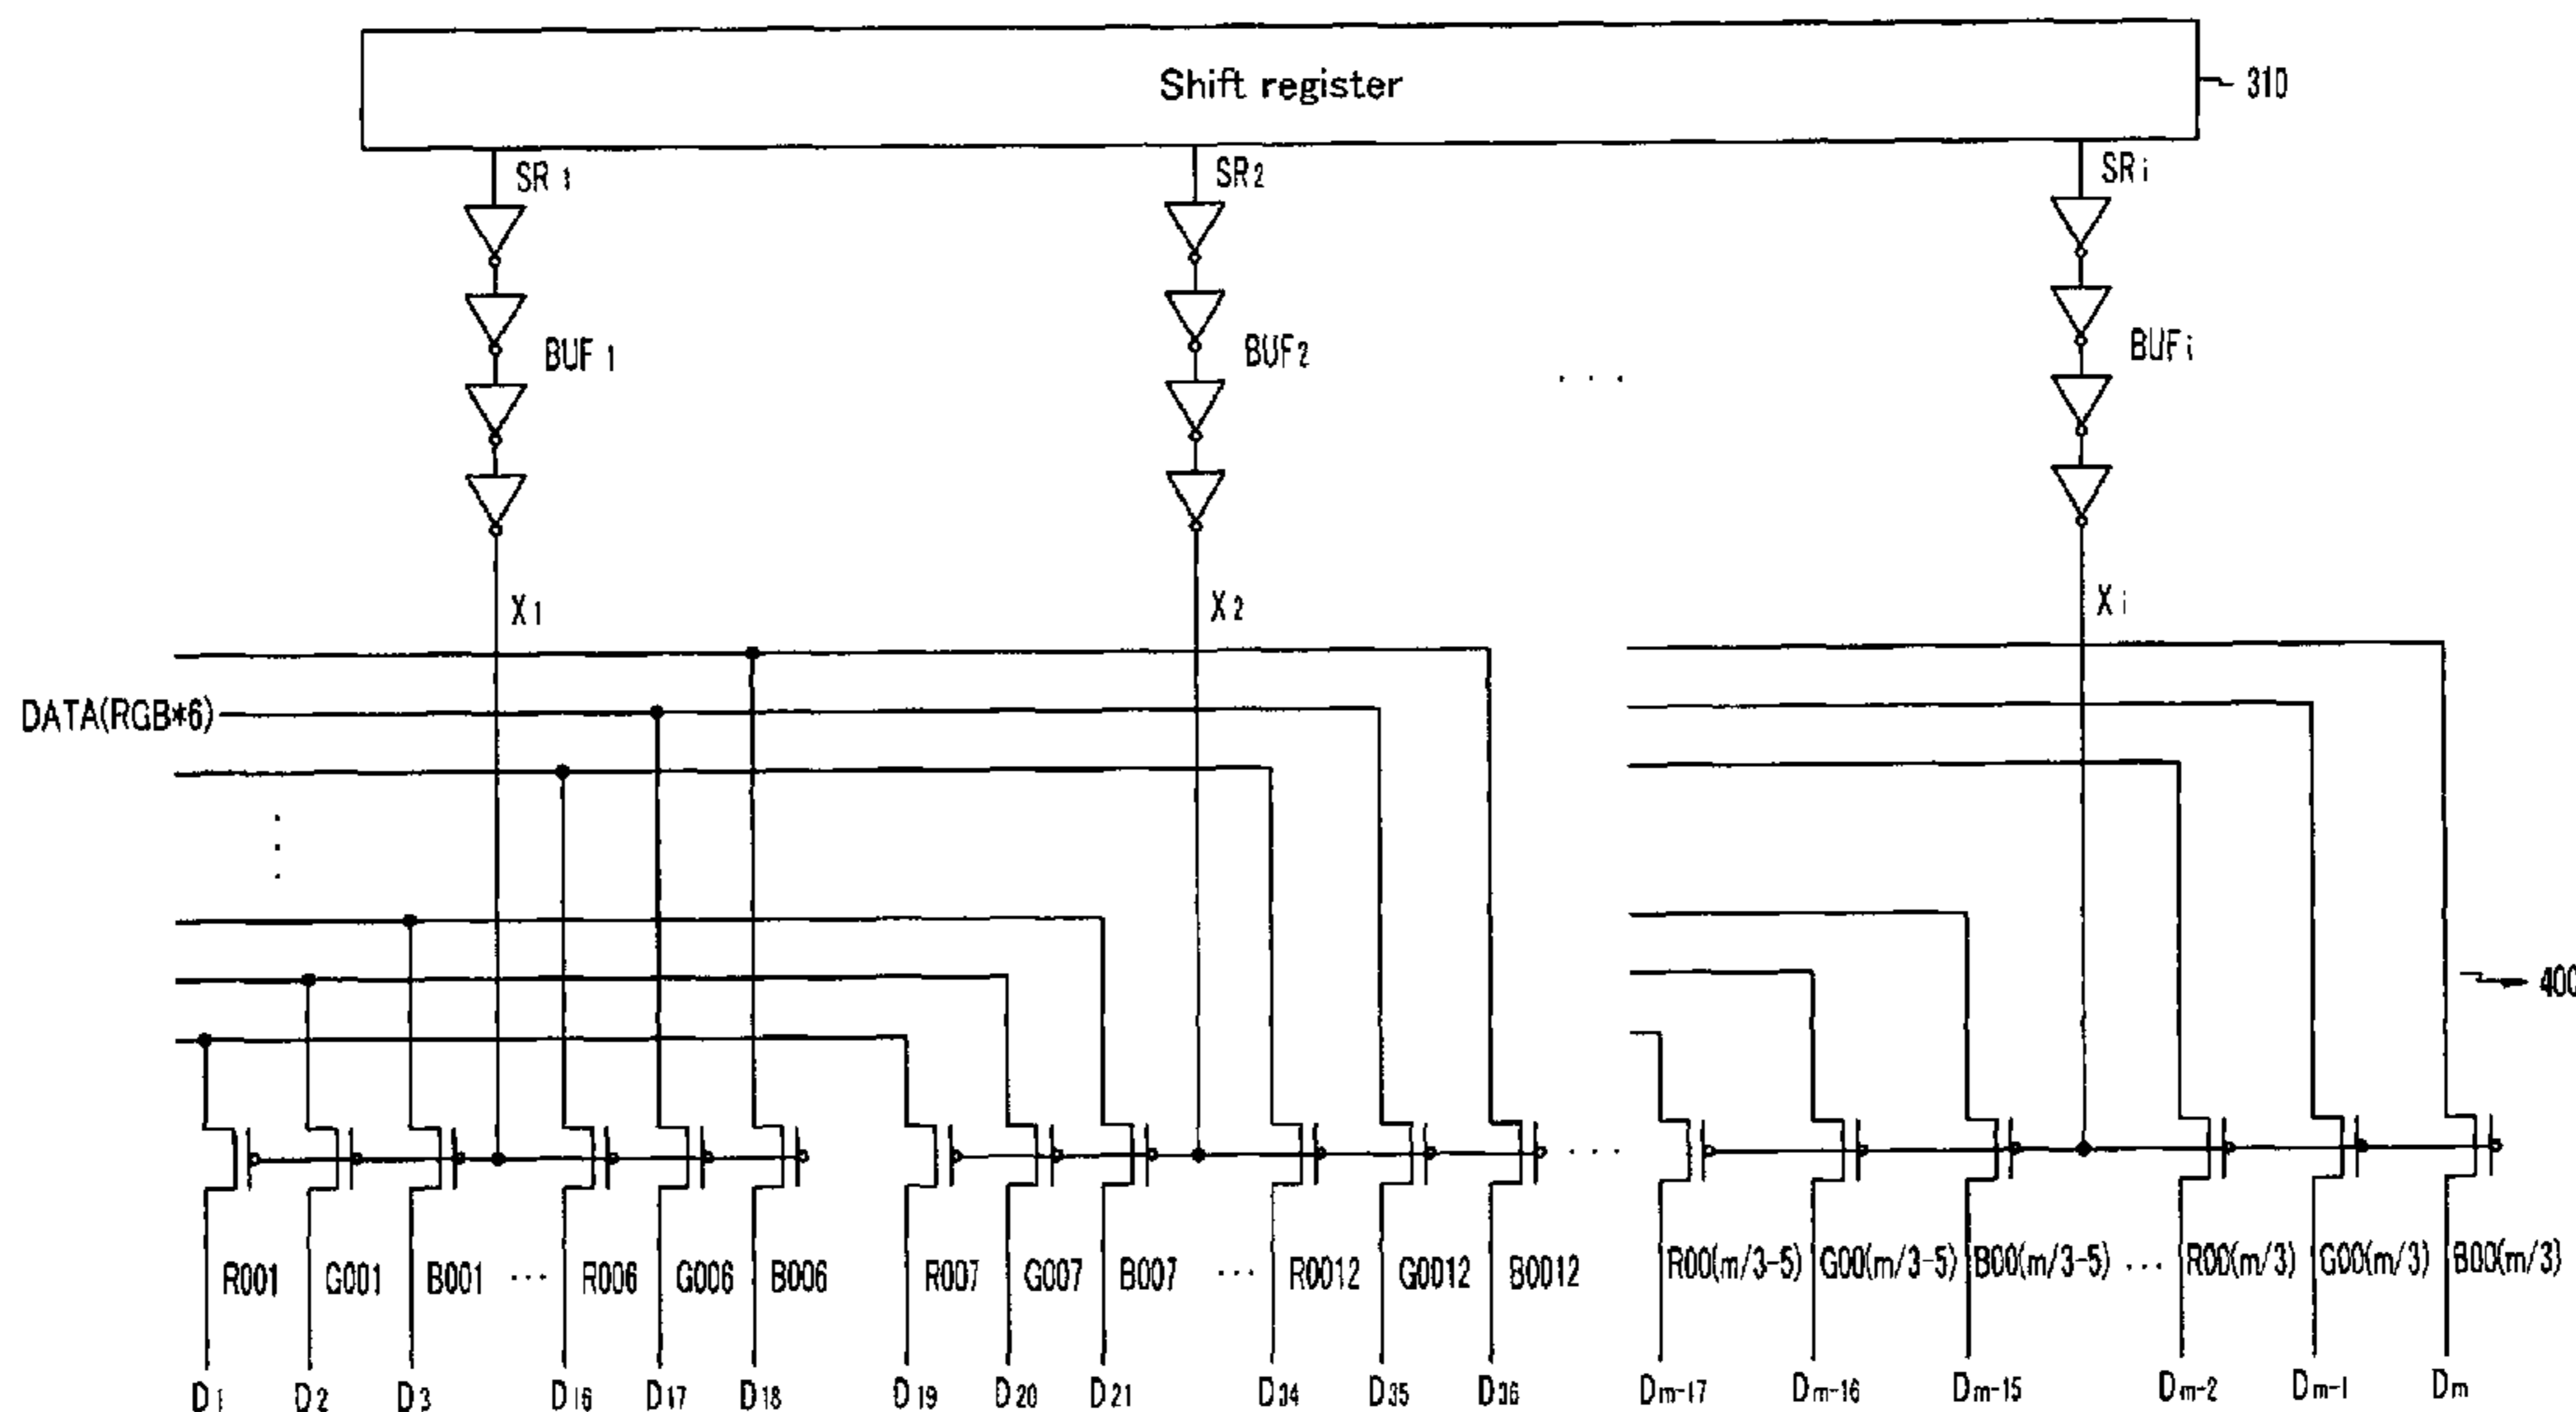 Shift register
310
SR1 SR2 SRi
BUF1 BUF2 ... BUFi
X1 X2 Xi
DATA(RGB*6)
400
R001 G001 B001 ... R006 G006 B006 R007 G007 B007 ... R0012 G0012 B0012 ... R00(m/3-5) G00(m/3-5) B00(m/3-5) ... R00(m/3) G00(m/3) B00(m/3)
D1 D2 D3 D16 D17 D18 D19 D20 D21 D34 D35 D36 Dm-17 Dm-16 Dm-15 Dm-2 Dm-1 Dm